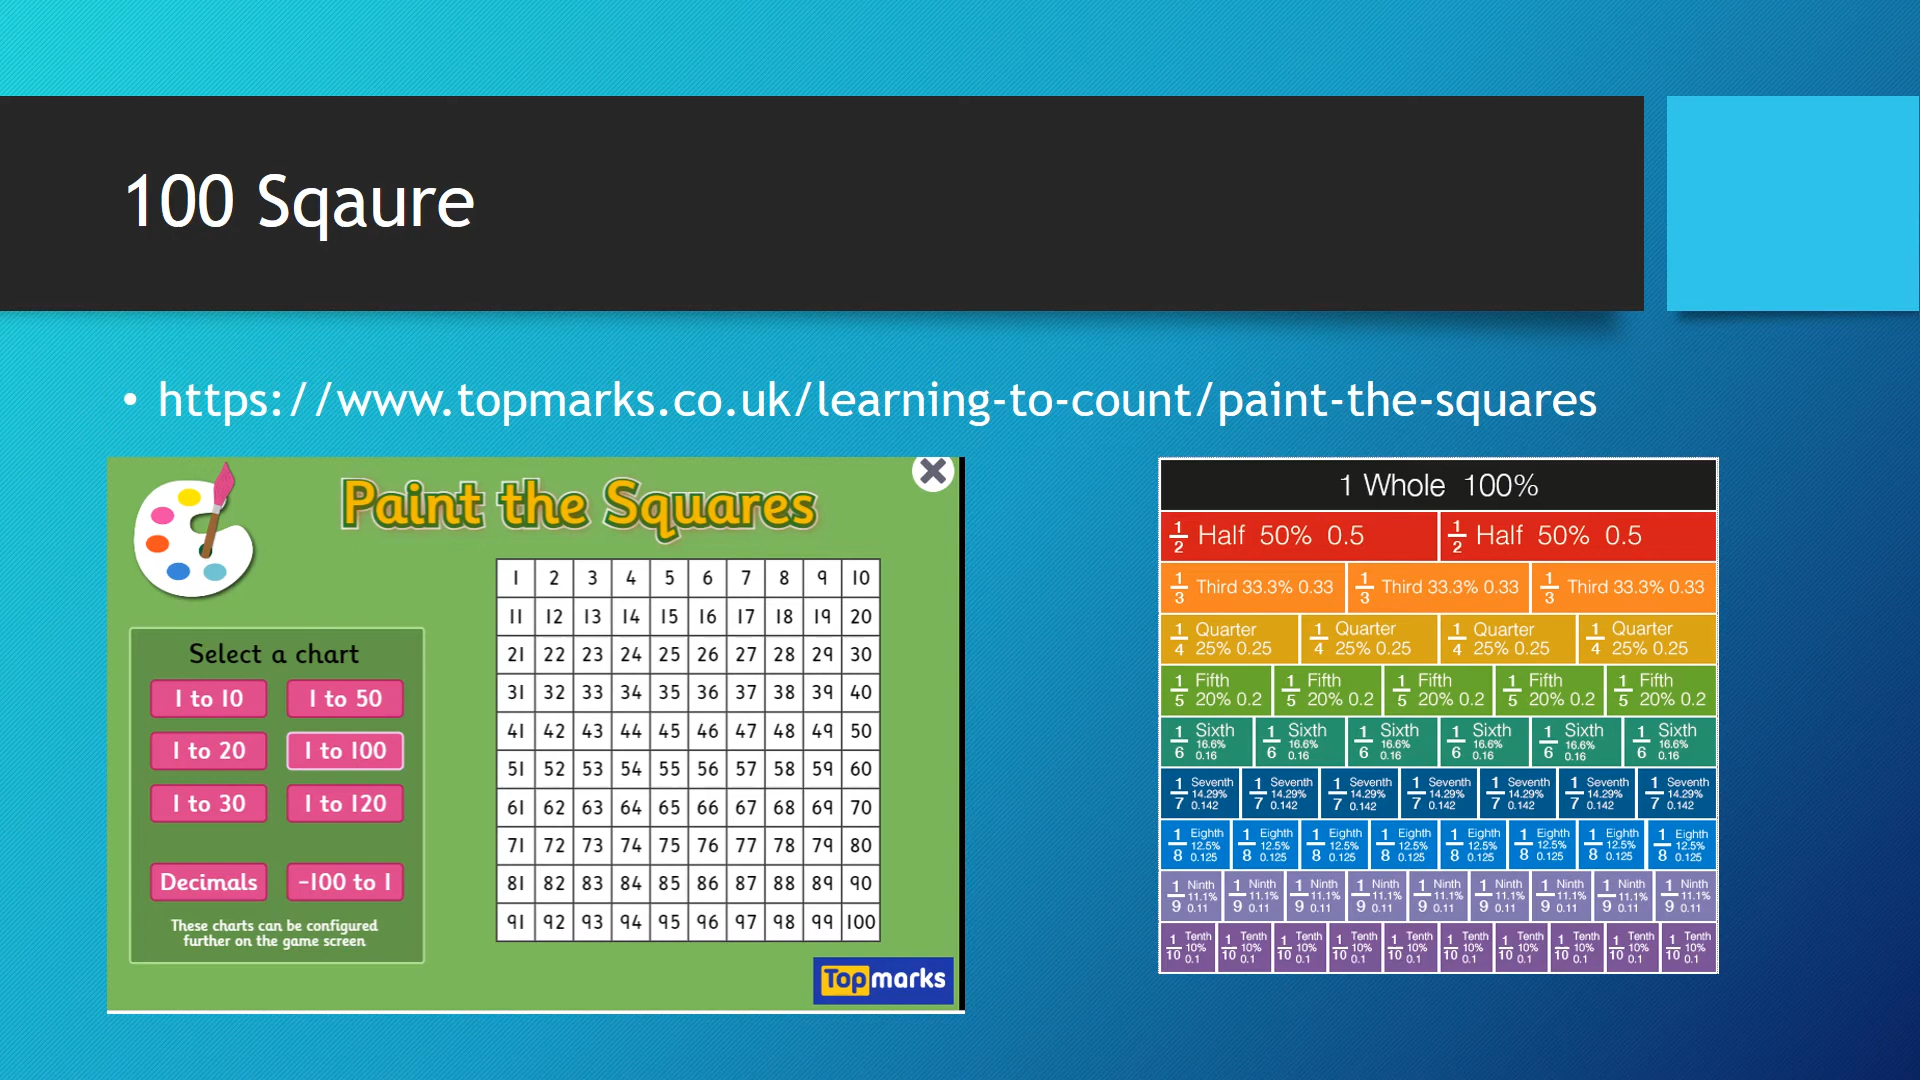 100 Sqaure
• https://www.topmarks.co.uk/learning-to-count/paint-the-squares
Paint the Squares
Select a chart
1 to 10 1 to 50
1 to 20 1 to 100
1 to 30 1 to 120
Decimals -100 to 1
These charts can be configured
further on the game screen
1 2 3 4 5 6 7 8 9 10
11 12 13 14 15 16 17 18 19 20
21 22 23 24 25 26 27 28 29 30
31 32 33 34 35 36 37 38 39 40
41 42 43 44 45 46 47 48 49 50
51 52 53 54 55 56 57 58 59 60
61 62 63 64 65 66 67 68 69 70
71 72 73 74 75 76 77 78 79 80
81 82 83 84 85 86 87 88 89 90
91 92 93 94 95 96 97 98 99 100
Topmarks
1 Whole 100%
1/2 Half 50% 0.5 1/2 Half 50% 0.5
1/3 Third 33.3% 0.33 1/3 Third 33.3% 0.33 1/3 Third 33.3% 0.33
1/4 Quarter 25% 0.25 1/4 Quarter 25% 0.25 1/4 Quarter 25% 0.25 1/4 Quarter 25% 0.25
1/5 Fifth 20% 0.2 1/5 Fifth 20% 0.2 1/5 Fifth 20% 0.2 1/5 Fifth 20% 0.2 1/5 Fifth 20% 0.2
1/6 Sixth 16.6% 0.16 1/6 Sixth 16.6% 0.16 1/6 Sixth 16.6% 0.16 1/6 Sixth 16.6% 0.16 1/6 Sixth 16.6% 0.16 1/6 Sixth 16.6% 0.16
1/7 Seventh 14.29% 0.142 1/7 Seventh 14.29% 0.142 1/7 Seventh 14.29% 0.142 1/7 Seventh 14.29% 0.142 1/7 Seventh 14.29% 0.142 1/7 Seventh 14.29% 0.142 1/7 Seventh 14.29% 0.142
1/8 Eighth 12.5% 0.125 1/8 Eighth 12.5% 0.125 1/8 Eighth 12.5% 0.125 1/8 Eighth 12.5% 0.125 1/8 Eighth 12.5% 0.125 1/8 Eighth 12.5% 0.125 1/8 Eighth 12.5% 0.125 1/8 Eighth 12.5% 0.125
1/9 Ninth 11.1% 0.11 1/9 Ninth 11.1% 0.11 1/9 Ninth 11.1% 0.11 1/9 Ninth 11.1% 0.11 1/9 Ninth 11.1% 0.11 1/9 Ninth 11.1% 0.11 1/9 Ninth 11.1% 0.11 1/9 Ninth 11.1% 0.11 1/9 Ninth 11.1% 0.11
1/10 Tenth 10% 0.1 1/10 Tenth 10% 0.1 1/10 Tenth 10% 0.1 1/10 Tenth 10% 0.1 1/10 Tenth 10% 0.1 1/10 Tenth 10% 0.1 1/10 Tenth 10% 0.1 1/10 Tenth 10% 0.1 1/10 Tenth 10% 0.1 1/10 Tenth 10% 0.1